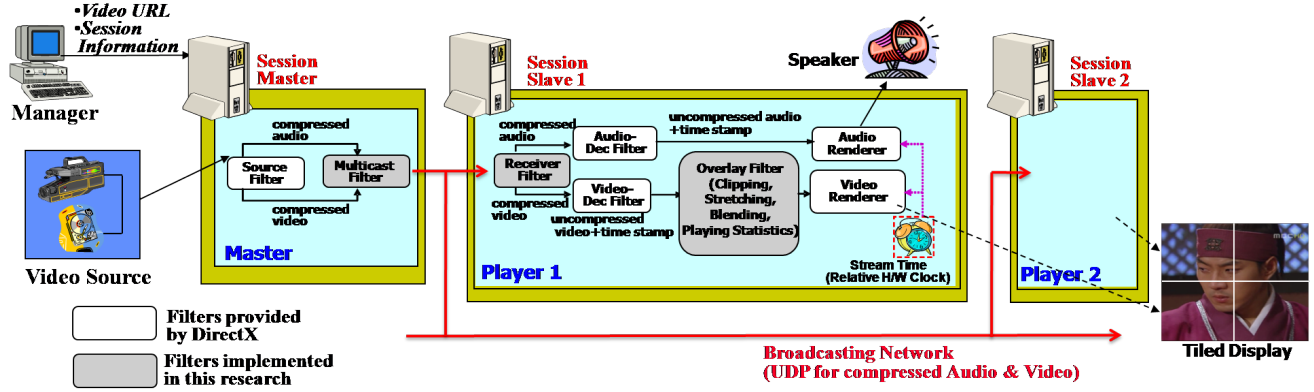 •Video URL
•Session
Information
Manager
Video Source
Session
Master
compressed
audio
Source
Filter
Multicast
Filter
compressed
video
Master
Session
Slave 1
compressed
audio
Audio-
Dec Filter
uncompressed audio
+time stamp
Speaker
Audio
Renderer
Receiver
Filter
compressed
video
Video-
Dec Filter
uncompressed
video+time stamp
Overlay Filter
(Clipping,
Stretching,
Blending,
Playing Statistics)
Video
Renderer
Stream Time
(Relative H/W Clock)
Player 1
Session
Slave 2
Player 2
Tiled Display
Filters provided
by DirectX
Filters implemented
in this research
Broadcasting Network
(UDP for compressed Audio & Video)